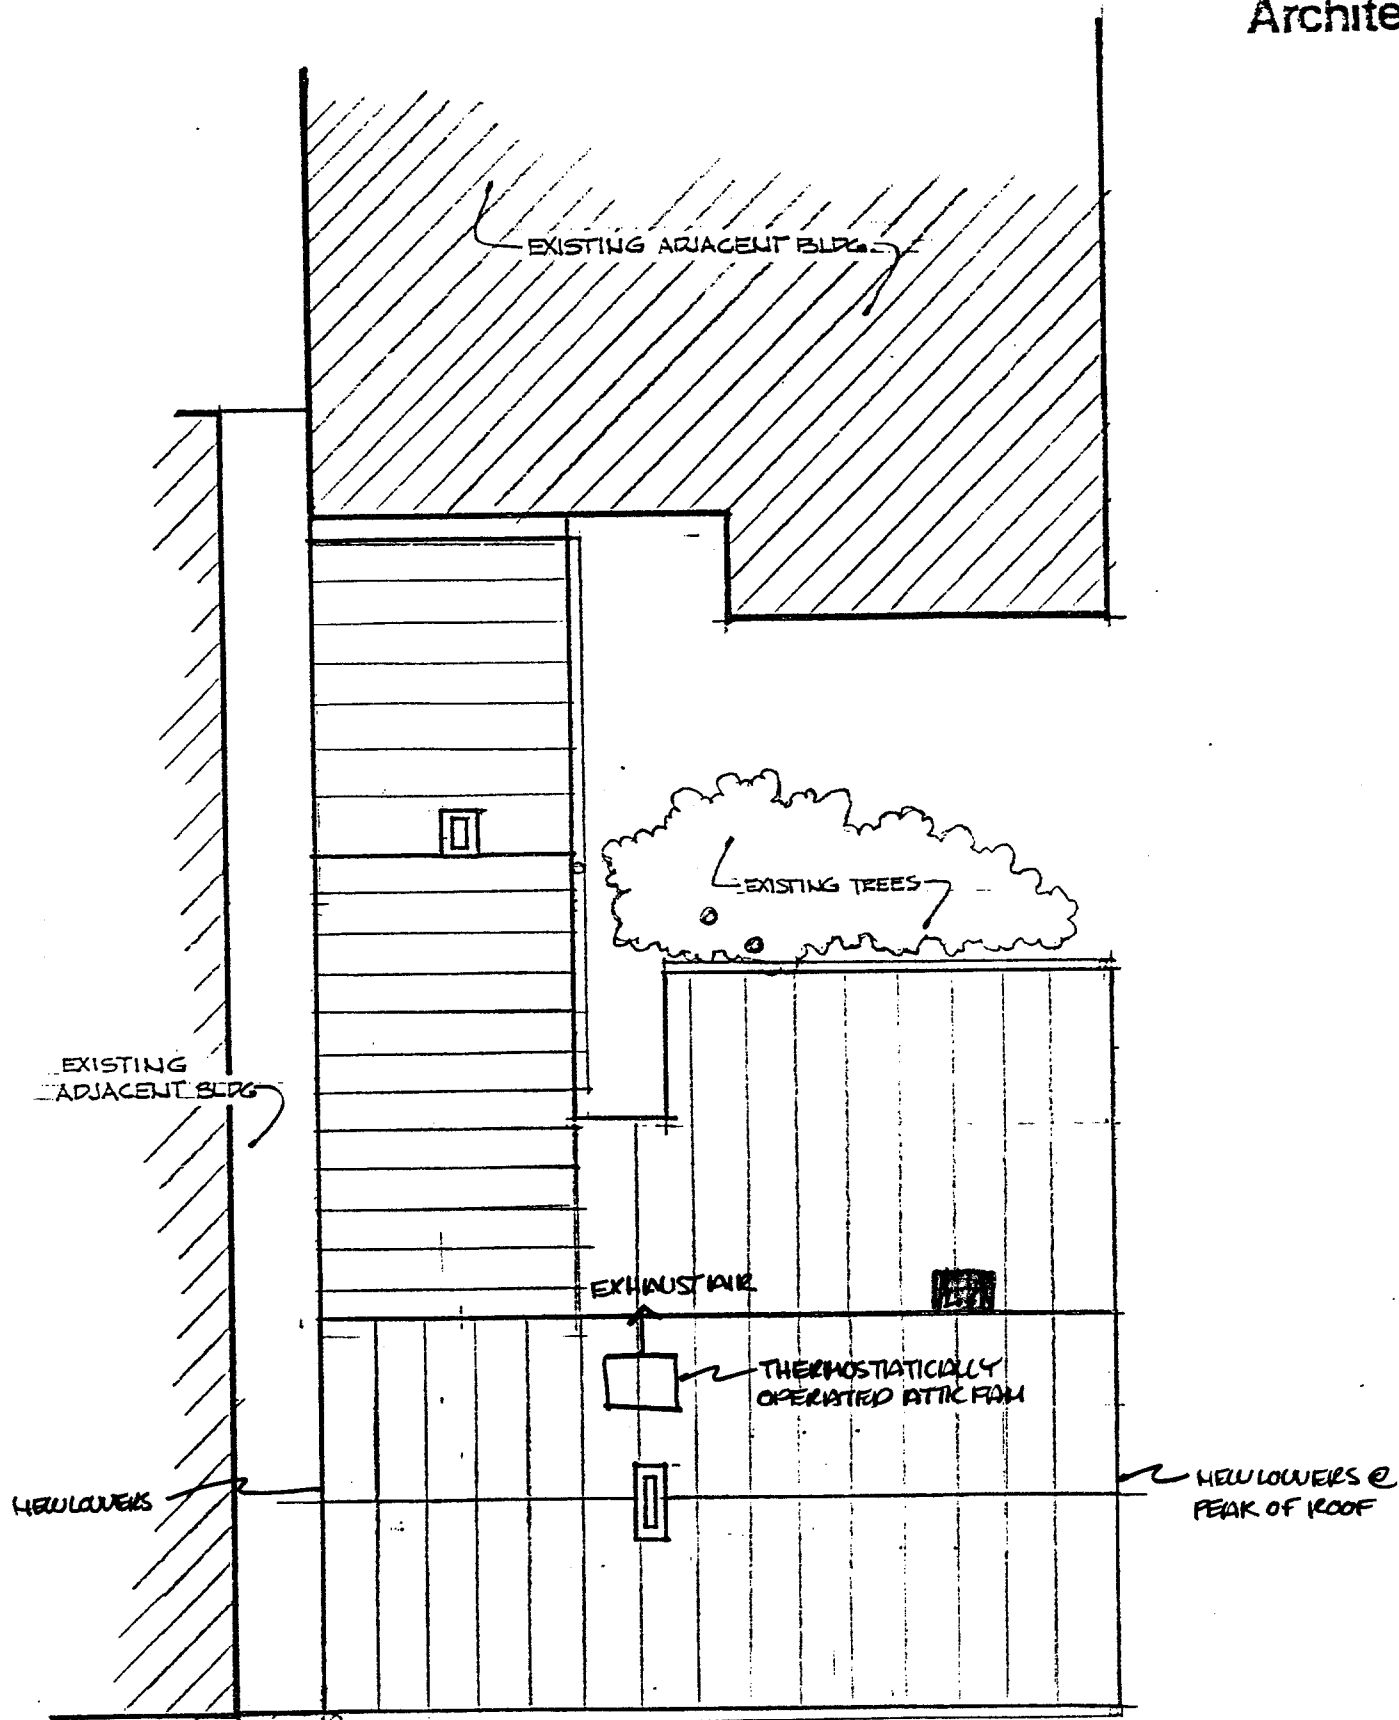 Archite
EXISTING ADJACENT BLDG.
EXISTING TREES
EXISTING
ADJACENT BLDG
EXHAUST AIR
THERMOSTATICIALLY
OPERATED ATTIC FAN
NEW LOUVERS
NEW LOUVERS @
PEAK OF ROOF